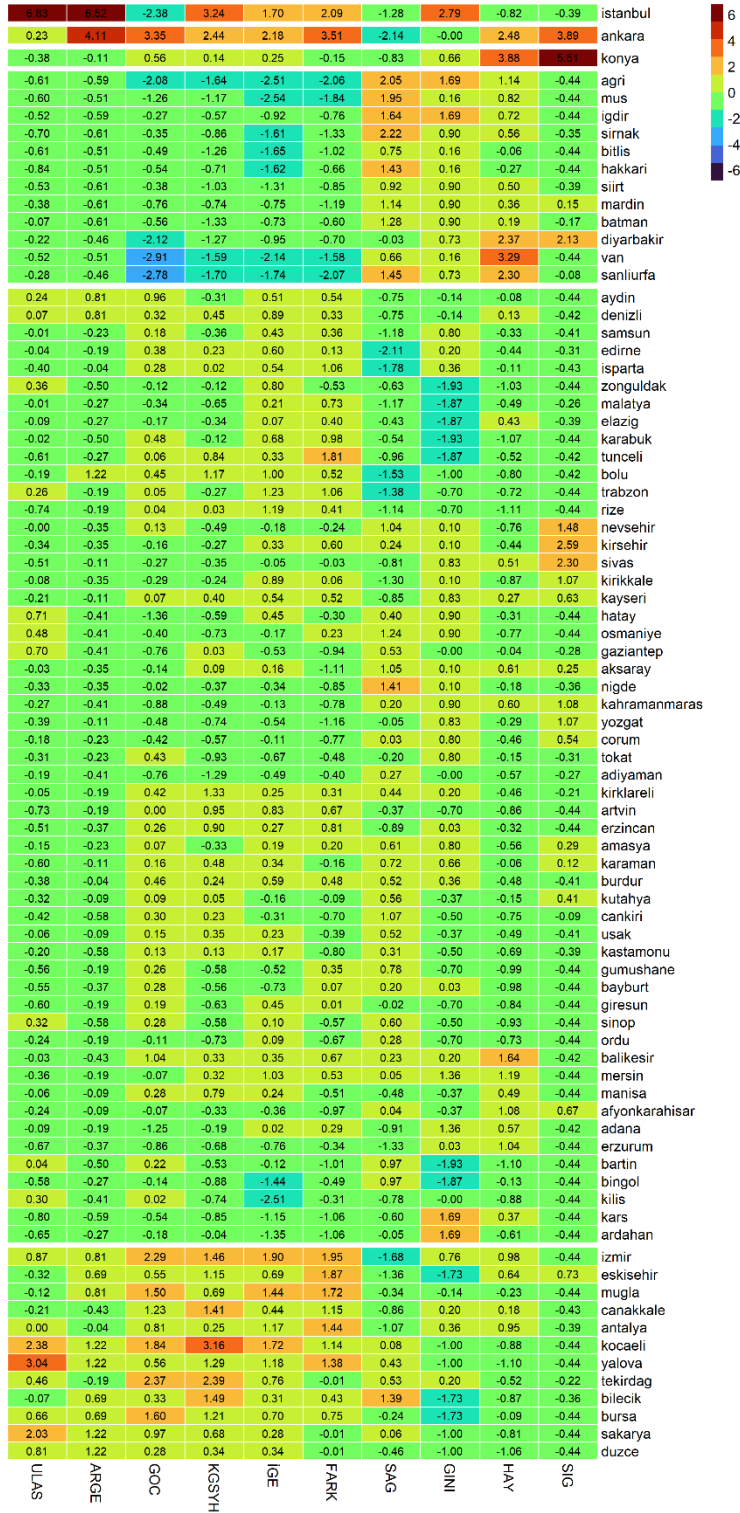 6.83 6.52 -2.38 3.24 1.70 2.09 -1.28 2.79 -0.82 -0.39 istanbul
0.23 4.11 3.35 2.44 2.18 3.51 -2.14 -0.00 2.48 3.89 ankara
-0.38 -0.11 0.56 0.14 0.25 -0.15 -0.83 0.66 3.88 5.51 konya
-0.61 -0.59 -2.08 -1.64 -2.51 -2.06 2.05 1.69 1.14 -0.44 agri
-0.60 -0.51 -1.26 -1.17 -2.54 -1.84 1.95 0.16 0.82 -0.44 mus
-0.52 -0.59 -0.27 -0.57 -0.92 -0.76 1.64 1.69 0.72 -0.44 igdir
-0.70 -0.61 -0.35 -0.86 -1.61 -1.33 2.22 0.90 0.56 -0.35 sirnak
-0.61 -0.51 -0.49 -1.26 -1.65 -1.02 0.75 0.16 -0.06 -0.44 bitlis
-0.84 -0.51 -0.54 -0.71 -1.62 -0.66 1.43 0.16 -0.27 -0.44 hakkari
-0.53 -0.61 -0.38 -1.03 -1.31 -0.85 0.92 0.90 0.50 -0.39 siirt
-0.38 -0.61 -0.76 -0.74 -0.75 -1.19 1.14 0.90 0.36 0.15 mardin
-0.07 -0.61 -0.56 -1.33 -0.73 -0.60 1.28 0.90 0.19 -0.17 batman
-0.22 -0.46 -2.12 -1.27 -0.95 -0.70 -0.03 0.73 2.37 2.13 diyarbakir
-0.52 -0.51 -2.91 -1.59 -2.14 -1.58 0.66 0.16 3.29 -0.44 van
-0.28 -0.46 -2.78 -1.70 -1.74 -2.07 1.45 0.73 2.30 -0.08 sanliurfa
0.24 0.81 0.96 -0.31 0.51 0.54 -0.75 -0.14 -0.08 -0.44 aydin
0.07 0.81 0.32 0.45 0.89 0.33 -0.75 -0.14 0.13 -0.42 denizli
-0.01 -0.23 0.18 -0.36 0.43 0.36 -1.18 0.80 -0.33 -0.41 samsun
-0.04 -0.19 0.38 0.23 0.60 0.13 -2.11 0.20 -0.44 -0.31 edirne
-0.40 -0.04 0.28 0.02 0.54 1.06 -1.78 0.36 -0.11 -0.43 isparta
0.36 -0.50 -0.12 -0.12 0.80 -0.53 -0.63 -1.93 -1.03 -0.44 zonguldak
-0.01 -0.27 -0.34 -0.65 0.21 0.73 -1.17 -1.87 -0.49 -0.26 malatya
-0.09 -0.27 -0.17 -0.34 0.07 0.40 -0.43 -1.87 0.43 -0.39 elazig
-0.02 -0.50 0.48 -0.12 0.68 0.98 -0.54 -1.93 -1.07 -0.44 karabuk
-0.61 -0.27 0.06 0.84 0.33 1.81 -0.96 -1.87 -0.52 -0.42 tunceli
-0.19 1.22 0.45 1.17 1.00 0.52 -1.53 -1.00 -0.80 -0.42 bolu
0.26 -0.19 0.05 -0.27 1.23 1.06 -1.38 -0.70 -0.72 -0.44 trabzon
-0.74 -0.19 0.04 0.03 1.19 0.41 -1.14 -0.70 -1.11 -0.44 rize
-0.00 -0.35 0.13 -0.49 -0.18 -0.24 1.04 0.10 -0.76 1.48 nevsehir
-0.34 -0.35 -0.16 -0.27 0.33 0.60 0.24 0.10 -0.44 2.59 kirsehir
-0.51 -0.11 -0.27 -0.35 -0.05 -0.03 -0.81 0.83 0.51 2.30 sivas
-0.08 -0.35 -0.29 -0.24 0.89 0.06 -1.30 0.10 -0.87 1.07 kirikkale
-0.21 -0.11 0.07 0.40 0.54 0.52 -0.85 0.83 0.27 0.63 kayseri
0.71 -0.41 -1.36 -0.59 0.45 -0.30 0.40 0.90 -0.31 -0.44 hatay
0.48 -0.41 -0.40 -0.73 -0.17 0.23 1.24 0.90 -0.77 -0.44 osmaniye
0.70 -0.41 -0.76 0.03 -0.53 -0.94 0.53 -0.00 -0.04 -0.28 gaziantep
-0.03 -0.35 -0.14 0.09 0.16 -1.11 1.05 0.10 0.61 0.25 aksaray
-0.33 -0.35 -0.02 -0.37 -0.34 -0.85 1.41 0.10 -0.18 -0.36 nigde
-0.27 -0.41 -0.88 -0.49 -0.13 -0.78 0.20 0.90 0.60 1.08 kahramanmaras
-0.39 -0.11 -0.48 -0.74 -0.54 -1.16 -0.05 0.83 -0.29 1.07 yozgat
-0.18 -0.23 -0.42 -0.57 -0.11 -0.77 0.03 0.80 -0.46 0.54 corum
-0.31 -0.23 0.43 -0.93 -0.67 -0.48 -0.20 0.80 -0.15 -0.31 tokat
-0.19 -0.41 -0.76 -1.29 -0.49 -0.40 0.27 -0.00 -0.57 -0.27 adiyaman
-0.05 -0.19 0.42 1.33 0.25 0.31 0.44 0.20 -0.46 -0.21 kirklareli
-0.73 -0.19 0.00 0.95 0.83 0.67 -0.37 -0.70 -0.86 -0.44 artvin
-0.51 -0.37 0.26 0.90 0.27 0.81 -0.89 0.03 -0.32 -0.44 erzincan
-0.15 -0.23 0.07 -0.33 0.19 0.20 0.61 0.80 -0.56 0.29 amasya
-0.60 -0.11 0.16 0.48 0.34 -0.16 0.72 0.66 -0.06 0.12 karaman
-0.38 -0.04 0.46 0.24 0.59 0.48 0.52 0.36 -0.48 -0.41 burdur
-0.32 -0.09 0.09 0.05 -0.16 -0.09 0.56 -0.37 -0.15 0.41 kutahya
-0.42 -0.58 0.30 0.23 -0.31 -0.70 1.07 -0.50 -0.75 -0.09 cankiri
-0.06 -0.09 0.15 0.35 0.23 -0.39 0.52 -0.37 -0.49 -0.41 usak
-0.20 -0.58 0.13 0.13 0.17 -0.80 0.31 -0.50 -0.69 -0.39 kastamonu
-0.56 -0.19 0.26 -0.58 -0.52 0.35 0.78 -0.70 -0.99 -0.44 gumushane
-0.55 -0.37 0.28 -0.56 -0.73 0.07 0.20 0.03 -0.98 -0.44 bayburt
-0.60 -0.19 0.19 -0.63 0.45 0.01 -0.02 -0.70 -0.84 -0.44 giresun
0.32 -0.58 0.28 -0.58 0.10 -0.57 0.60 -0.50 -0.93 -0.44 sinop
-0.24 -0.19 -0.11 -0.73 0.09 -0.67 0.28 -0.70 -0.73 -0.44 ordu
-0.03 -0.43 1.04 0.33 0.35 0.67 0.23 0.20 1.64 -0.42 balikesir
-0.36 -0.19 -0.07 0.32 1.03 0.53 0.05 1.36 1.19 -0.44 mersin
-0.06 -0.09 0.28 0.79 0.24 -0.51 -0.48 -0.37 0.49 -0.44 manisa
-0.24 -0.09 -0.07 -0.33 -0.36 -0.97 0.04 -0.37 1.08 0.67 afyonkarahisar
-0.09 -0.19 -1.25 -0.19 0.02 0.29 -0.91 1.36 0.57 -0.42 adana
-0.67 -0.37 -0.86 -0.68 -0.76 -0.34 -1.33 0.03 1.04 -0.44 erzurum
0.04 -0.50 0.22 -0.53 -0.12 -1.01 0.97 -1.93 -1.10 -0.44 bartin
-0.58 -0.27 -0.14 -0.88 -1.44 -0.49 0.97 -1.87 -0.13 -0.44 bingol
0.30 -0.41 0.02 -0.74 -2.51 -0.31 -0.78 -0.00 -0.88 -0.44 kilis
-0.80 -0.59 -0.54 -0.85 -1.15 -1.06 -0.60 1.69 0.37 -0.44 kars
-0.65 -0.27 -0.18 -0.04 -1.35 -1.06 -0.05 1.69 -0.61 -0.44 ardahan
0.87 0.81 2.29 1.46 1.90 1.95 -1.68 0.76 0.98 -0.44 izmir
-0.32 0.69 0.55 1.15 0.69 1.87 -1.36 -1.73 0.64 0.73 eskisehir
-0.12 0.81 1.50 0.69 1.44 1.72 -0.34 -0.14 -0.23 -0.44 mugla
-0.21 -0.43 1.23 1.41 0.44 1.15 -0.86 0.20 0.18 -0.43 canakkale
0.00 -0.04 0.81 0.25 1.17 1.44 -1.07 0.36 0.95 -0.39 antalya
2.38 1.22 1.84 3.16 1.72 1.14 0.08 -1.00 -0.88 -0.44 kocaeli
3.04 1.22 0.56 1.29 1.18 1.38 0.43 -1.00 -1.10 -0.44 yalova
0.46 -0.19 2.37 2.39 0.76 -0.01 0.53 0.20 -0.52 -0.22 tekirdag
-0.07 0.69 0.33 1.49 0.31 0.43 1.39 -1.73 -0.87 -0.36 bilecik
0.66 0.69 1.60 1.21 0.70 0.75 -0.24 -1.73 -0.09 -0.44 bursa
2.03 1.22 0.97 0.68 0.28 -0.01 0.06 -1.00 -0.81 -0.44 sakarya
0.81 1.22 0.28 0.34 0.34 -0.01 -0.46 -1.00 -1.06 -0.44 duzce
ULAS ARGE GOC KGSYH İGE FARK SAG GINI HAY SIG
6
4
2
0
-2
-4
-6